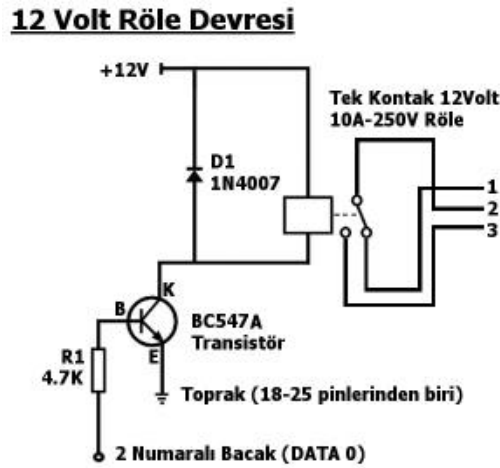 12 Volt Röle Devresi
+12V
Tek Kontak 12Volt
10A-250V Röle
D1
1N4007
1
2
3
K
B
BC547A
Transistör
E
R1
4.7K
Toprak (18-25 pinlerinden biri)
2 Numaralı Bacak (DATA 0)